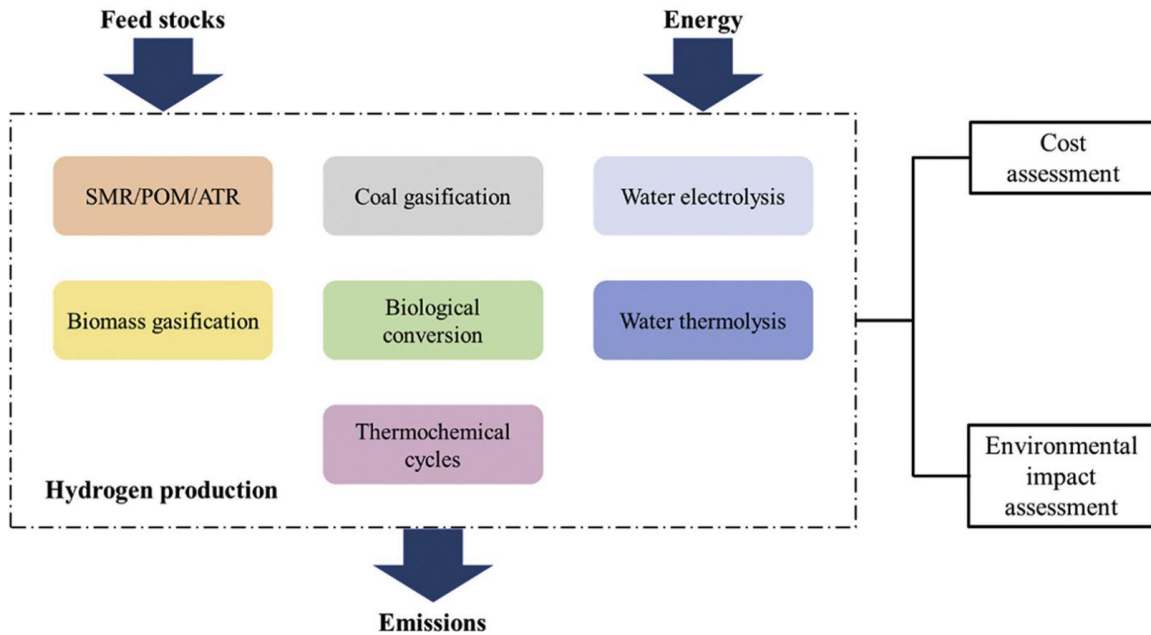 Feed stocks
Energy
SMR/POM/ATR
Coal gasification
Water electrolysis
Biomass gasification
Biological
conversion
Water thermolysis
Thermochemical
cycles
Hydrogen production
Emissions
Cost
assessment
Environmental
impact
assessment